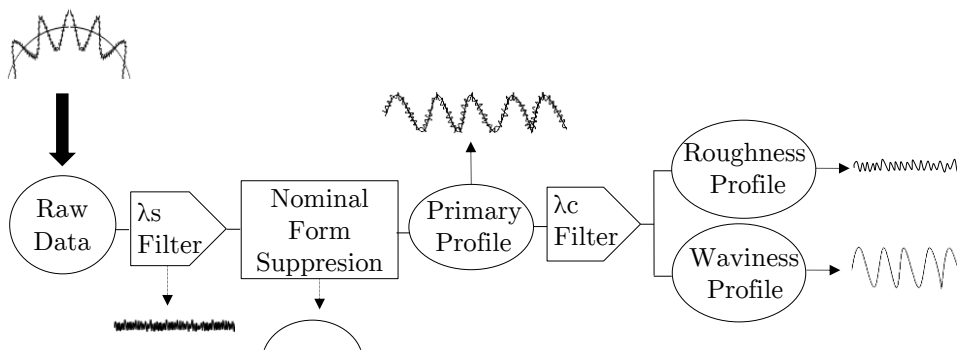 Raw
Data
λs
Filter
Nominal
Form
Suppresion
Primary
Profile
λc
Filter
Roughness
Profile
Waviness
Profile